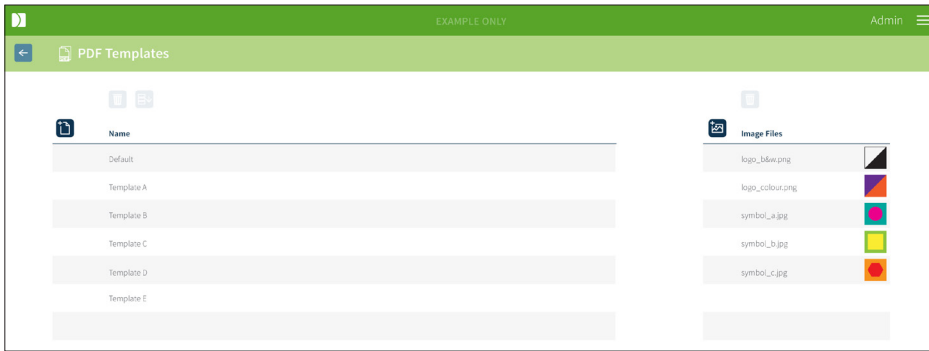 EXAMPLE ONLY
Admin
PDF Templates
Name
Default
Template A
Template B
Template C
Template D
Template E
Image Files
logo_b&w.png
logo_colour.png
symbol_a.jpg
symbol_b.jpg
symbol_c.jpg